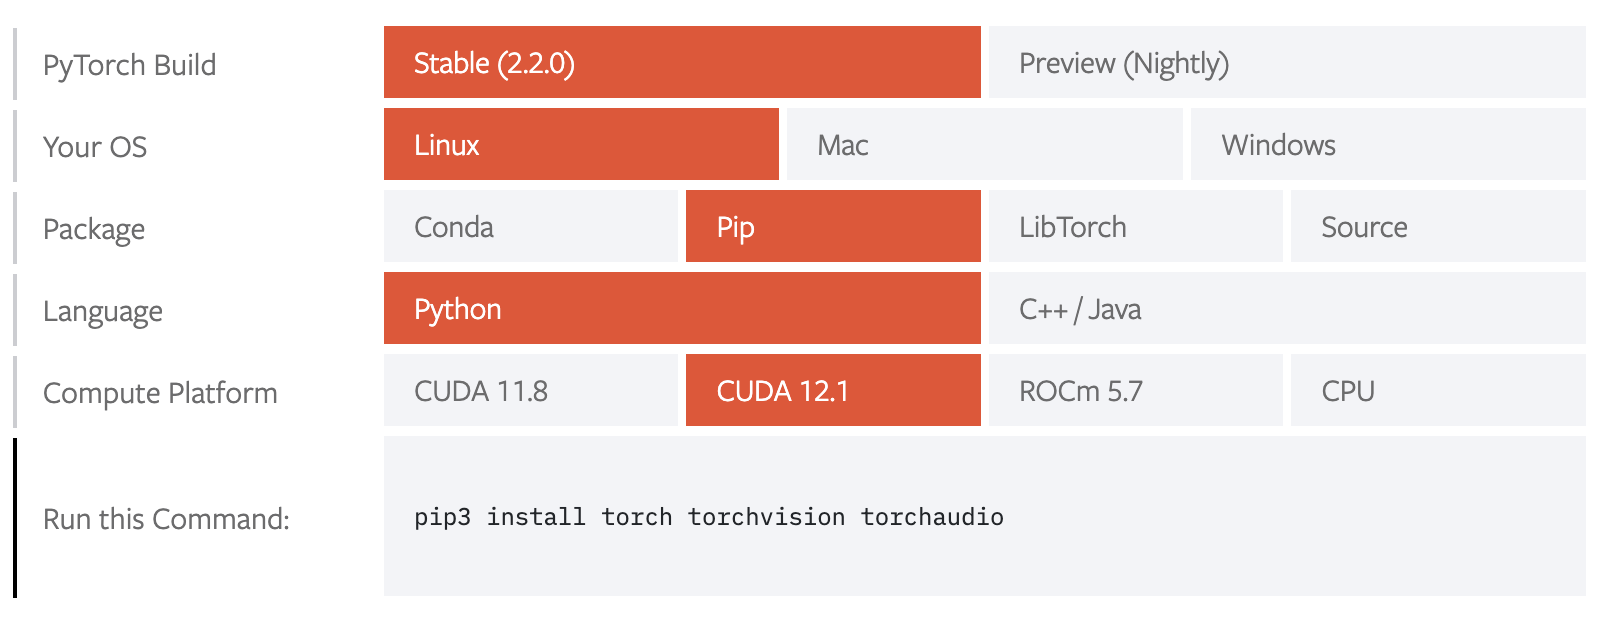 PyTorch Build
Stable (2.2.0)
Preview (Nightly)
Your OS
Linux
Mac
Windows
Package
Conda
Pip
LibTorch
Source
Language
Python
C++ / Java
Compute Platform
CUDA 11.8
CUDA 12.1
ROCm 5.7
CPU
Run this Command:
pip3 install torch torchvision torchaudio